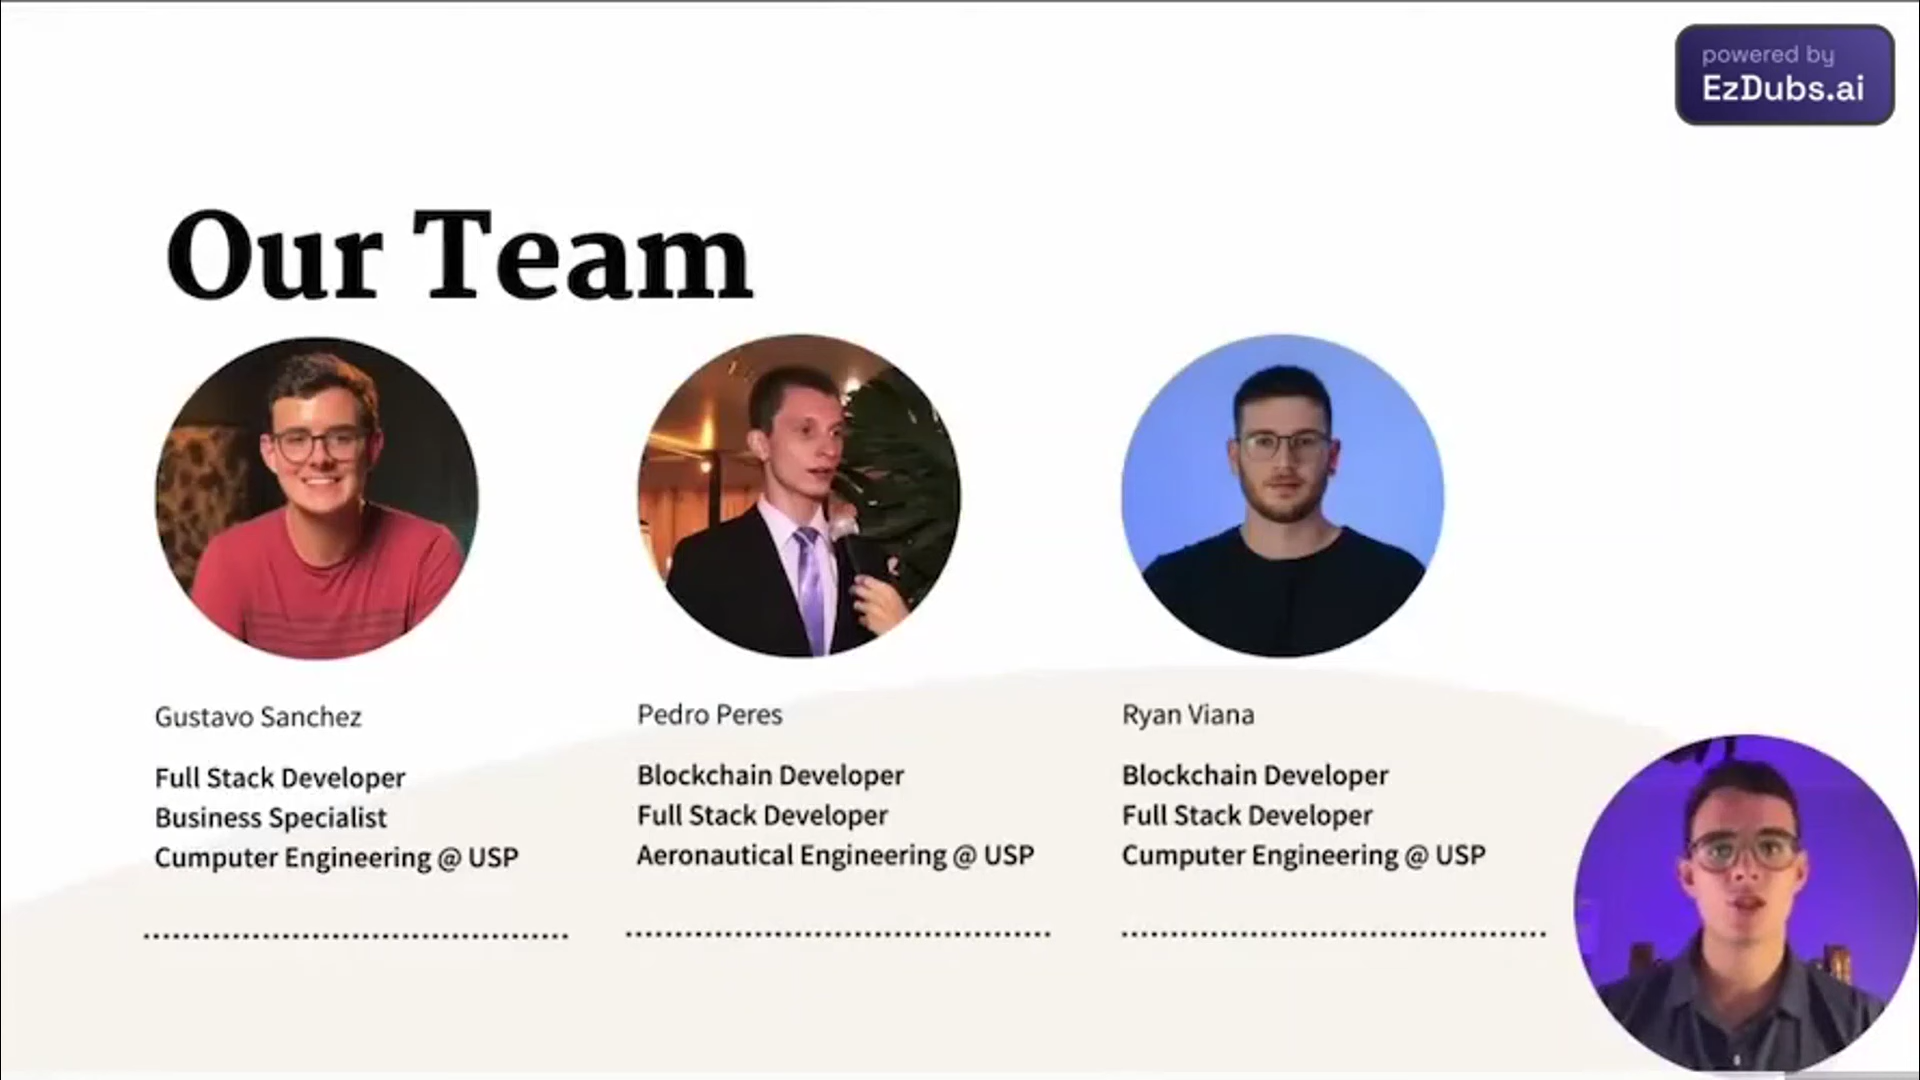 powered by
EzDubs.ai
Our Team
Gustavo Sanchez
Full Stack Developer
Business Specialist
Cumputer Engineering @ USP
Pedro Peres
Blockchain Developer
Full Stack Developer
Aeronautical Engineering @ USP
Ryan Viana
Blockchain Developer
Full Stack Developer
Cumputer Engineering @ USP